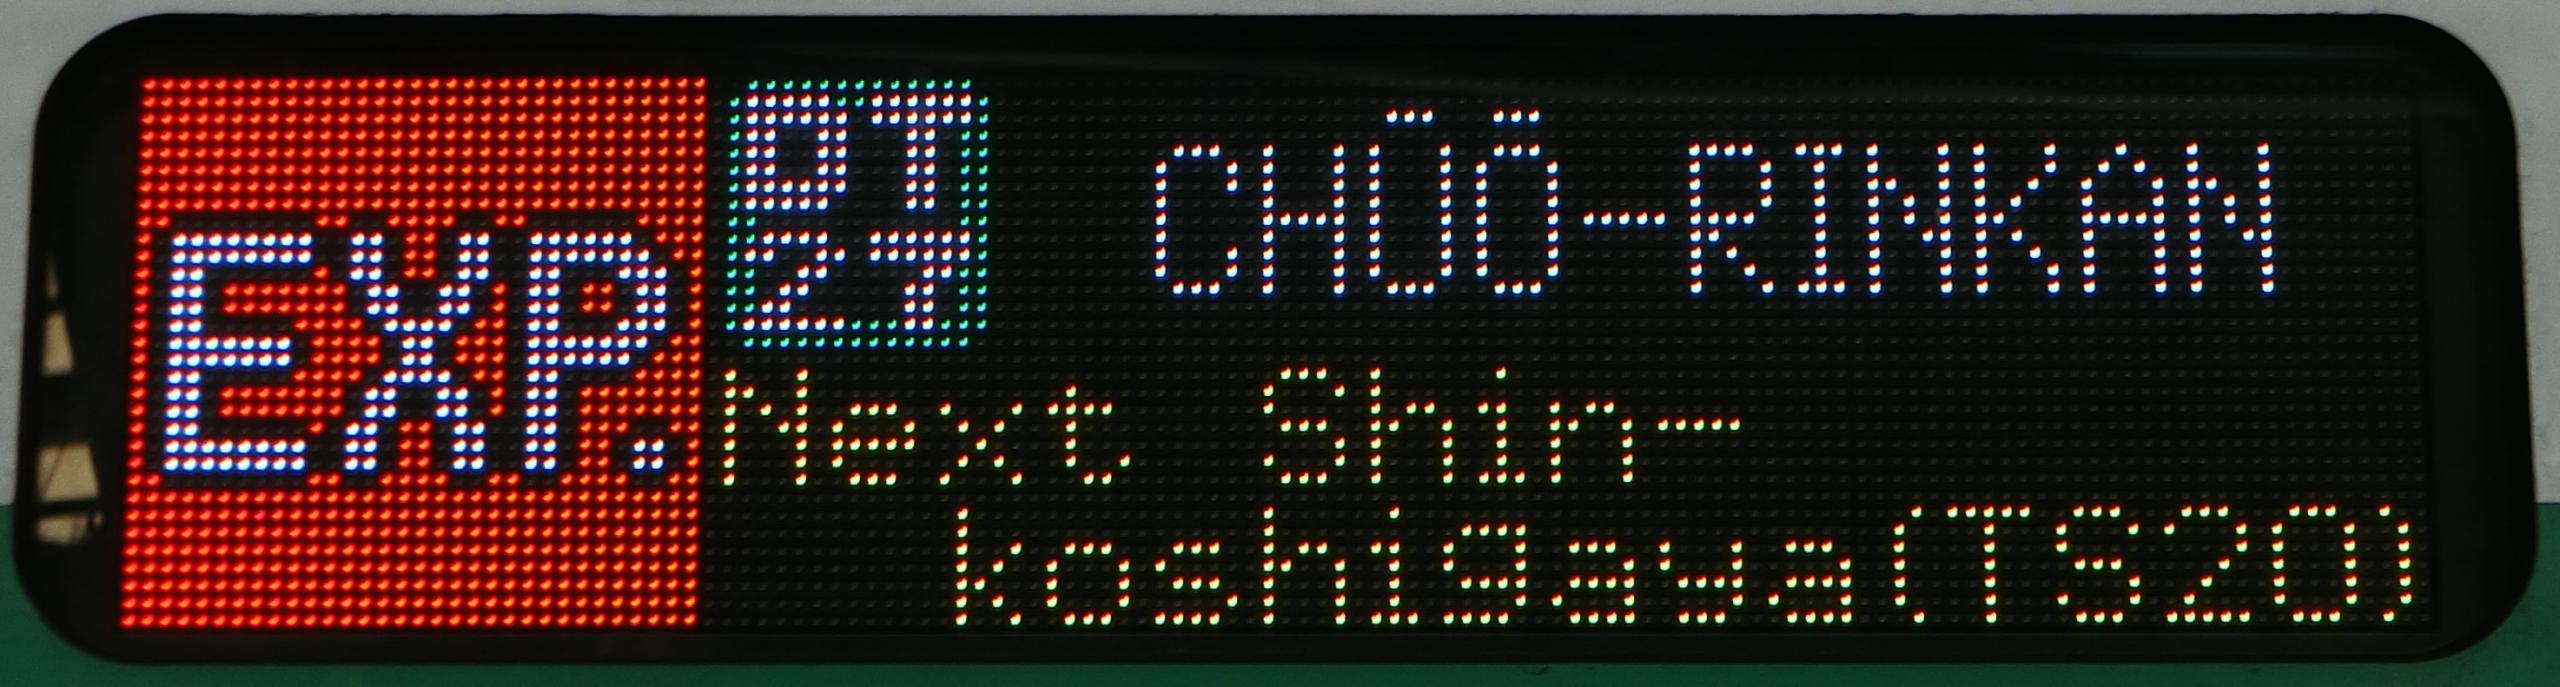 EXP.
DT
27
CHŪŌ-RINKAN
Next Shin-
koshigaya(TS20)